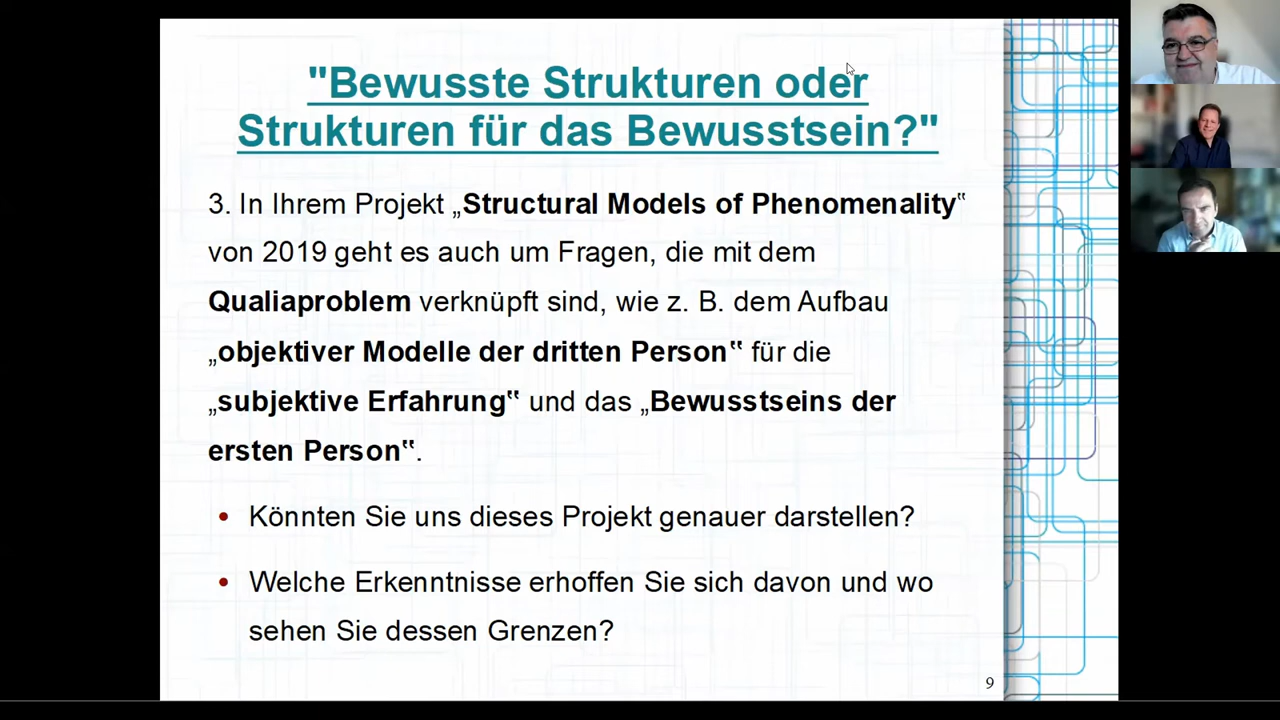 "Bewusste Strukturen oder
Strukturen für das Bewusstsein?"
3. In Ihrem Projekt „Structural Models of Phenomenality‟
von 2019 geht es auch um Fragen, die mit dem
Qualiaproblem verknüpft sind, wie z. B. dem Aufbau
„objektiver Modelle der dritten Person‟ für die
„subjektive Erfahrung‟ und das „Bewusstseins der
ersten Person‟.
• Könnten Sie uns dieses Projekt genauer darstellen?
• Welche Erkenntnisse erhoffen Sie sich davon und wo
sehen Sie dessen Grenzen?
9